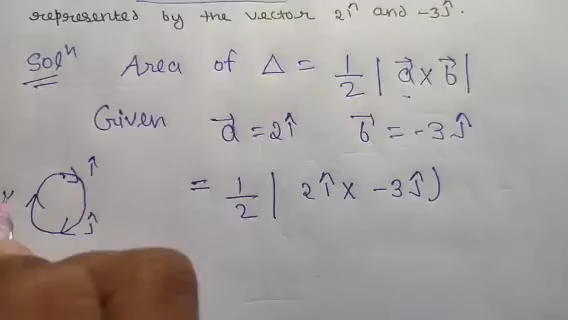 represented by the vector 2î and -3ĵ.
Solⁿ Area of Δ = 1/2 | a⃗ × b⃗ |
Given a⃗ = 2î b⃗ = -3ĵ
= 1/2 | 2î × -3ĵ)
î
ĵ